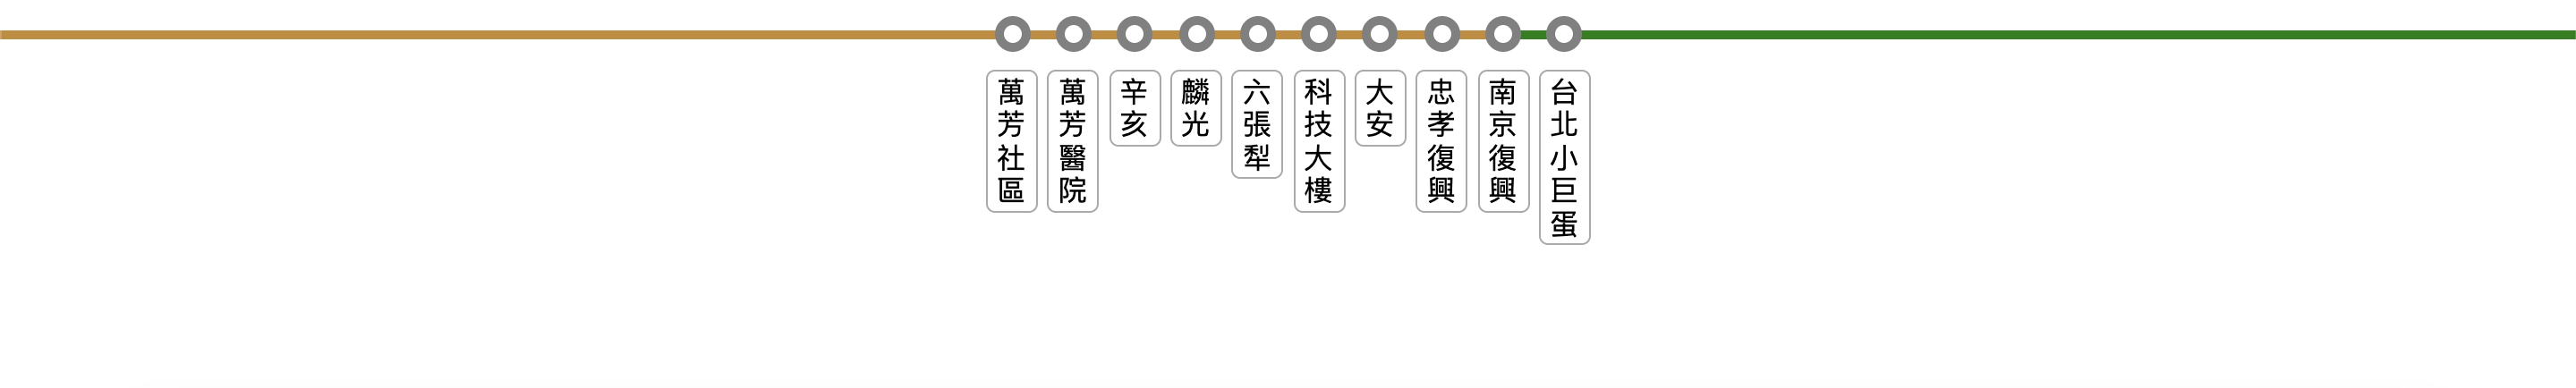 萬芳社區
萬芳醫院
辛亥
麟光
六張犁
科技大樓
大安
忠孝復興
南京復興
台北小巨蛋